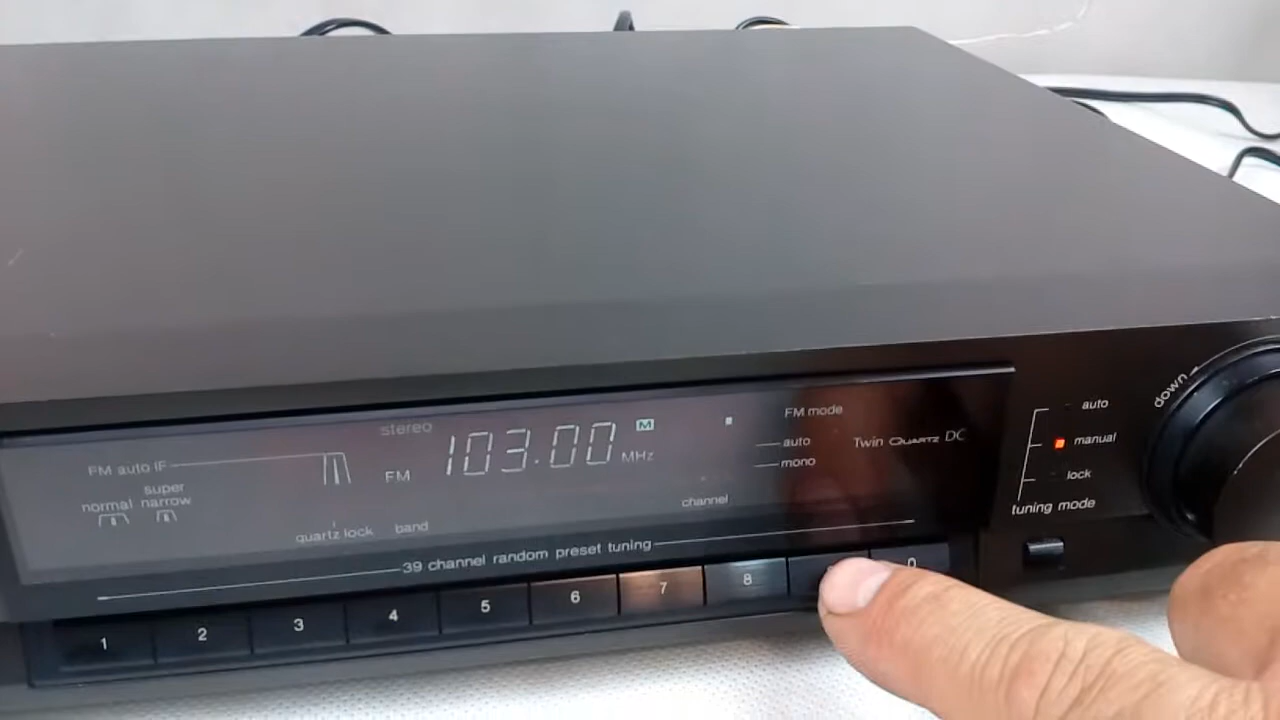 stereo
FM auto IF
normal
super
narrow
FM
103.00
MHz
M
quartz lock
band
channel
FM mode
auto
mono
Twin QUARTZ DC
39 channel random preset tuning
1
2
3
4
5
6
7
8
0
auto
manual
lock
tuning mode
down